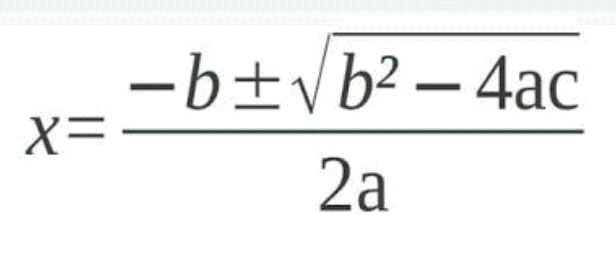 x = (−b ± √(b² − 4ac)) / 2a